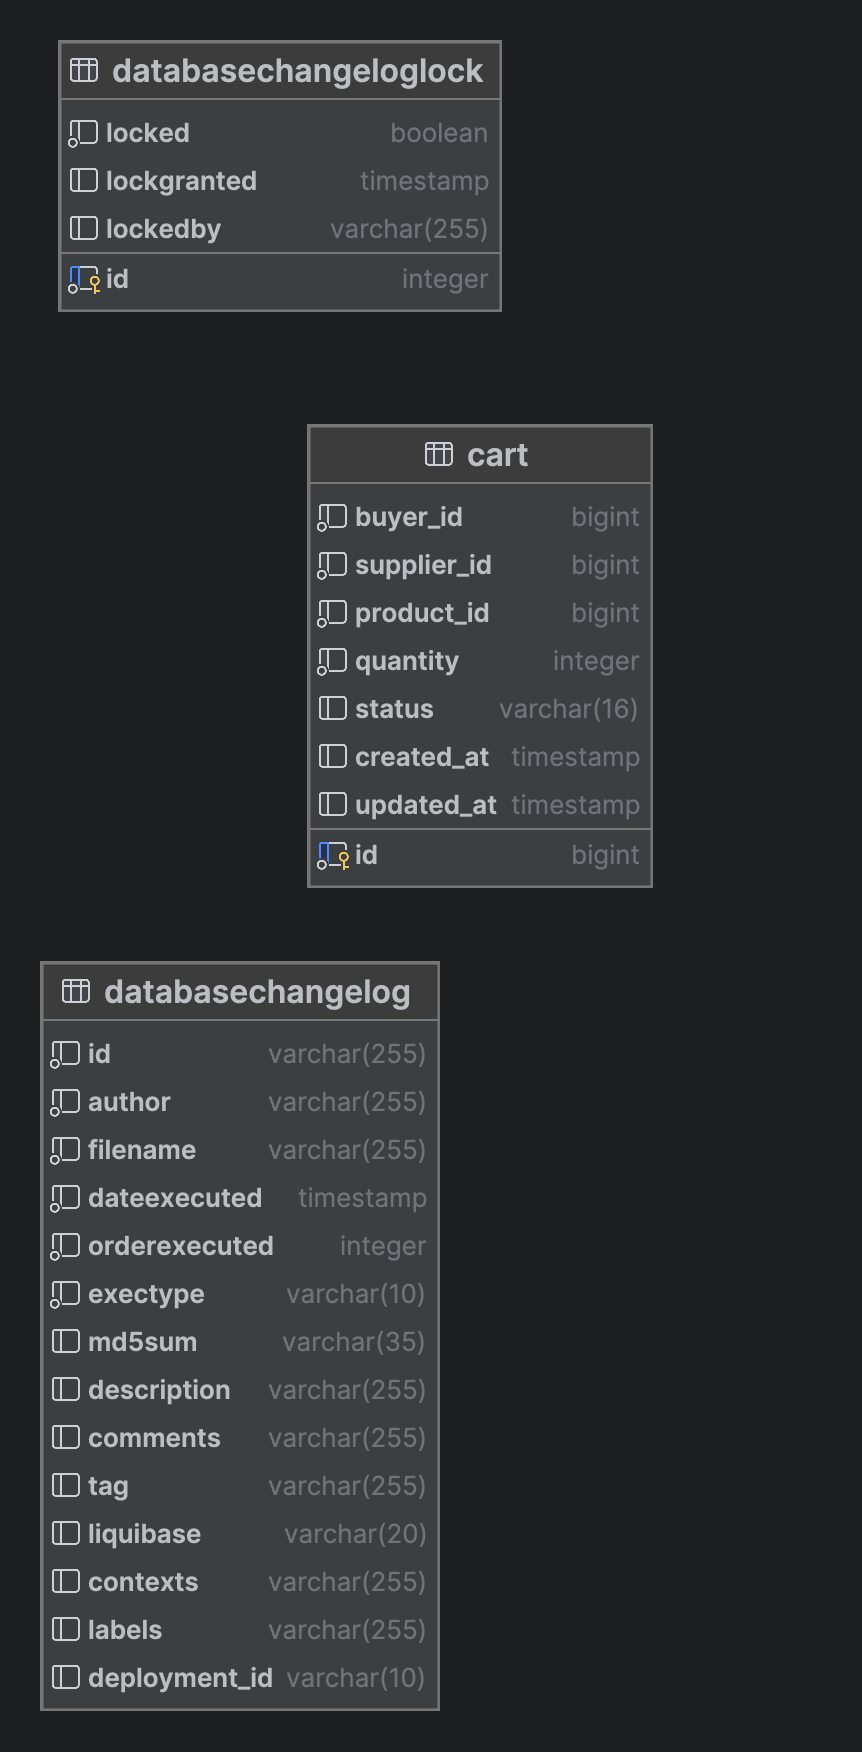 databasechangeloglock
locked boolean
lockgranted timestamp
lockedby varchar(255)
id integer
cart
buyer_id bigint
supplier_id bigint
product_id bigint
quantity integer
status varchar(16)
created_at timestamp
updated_at timestamp
id bigint
databasechangelog
id varchar(255)
author varchar(255)
filename varchar(255)
dateexecuted timestamp
orderexecuted integer
exectype varchar(10)
md5sum varchar(35)
description varchar(255)
comments varchar(255)
tag varchar(255)
liquibase varchar(20)
contexts varchar(255)
labels varchar(255)
deployment_id varchar(10)